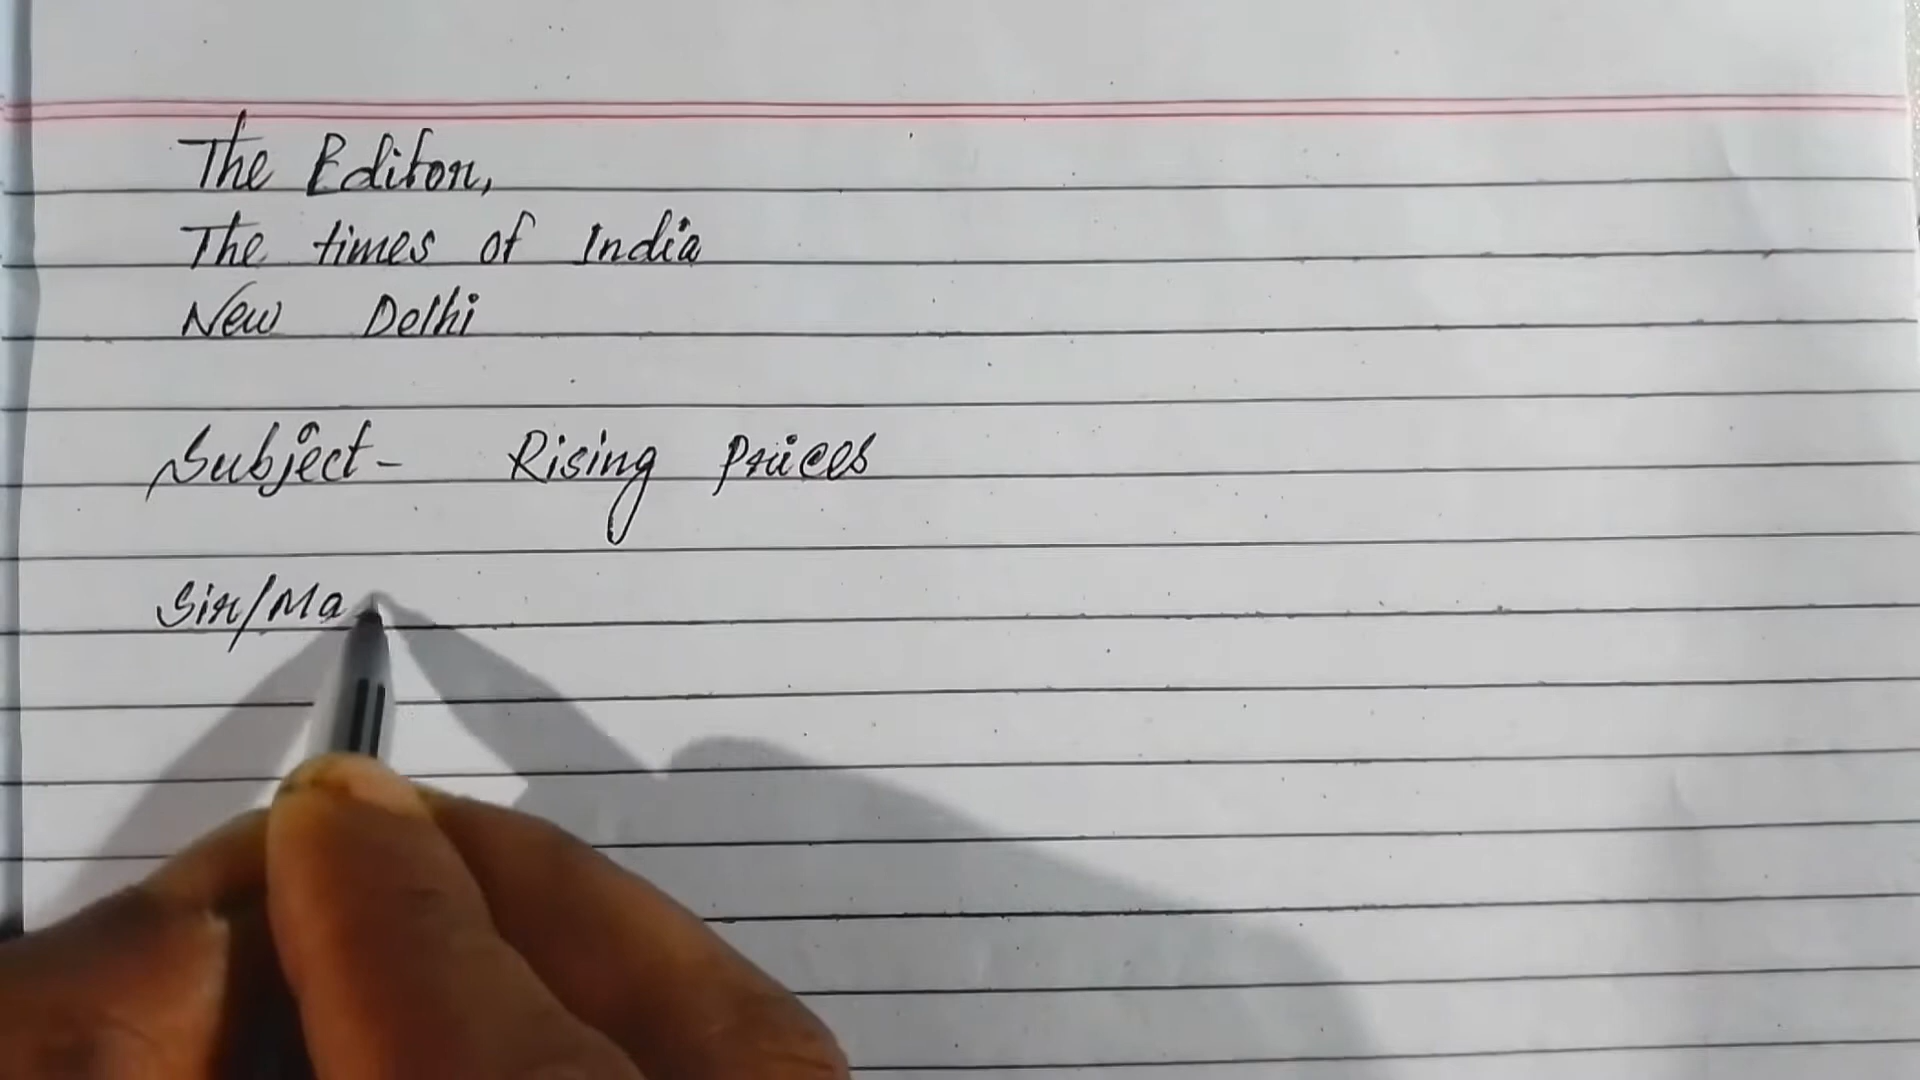 The Editor,
The times of India
New Delhi
Subject- Rising Prices
Sir/Ma